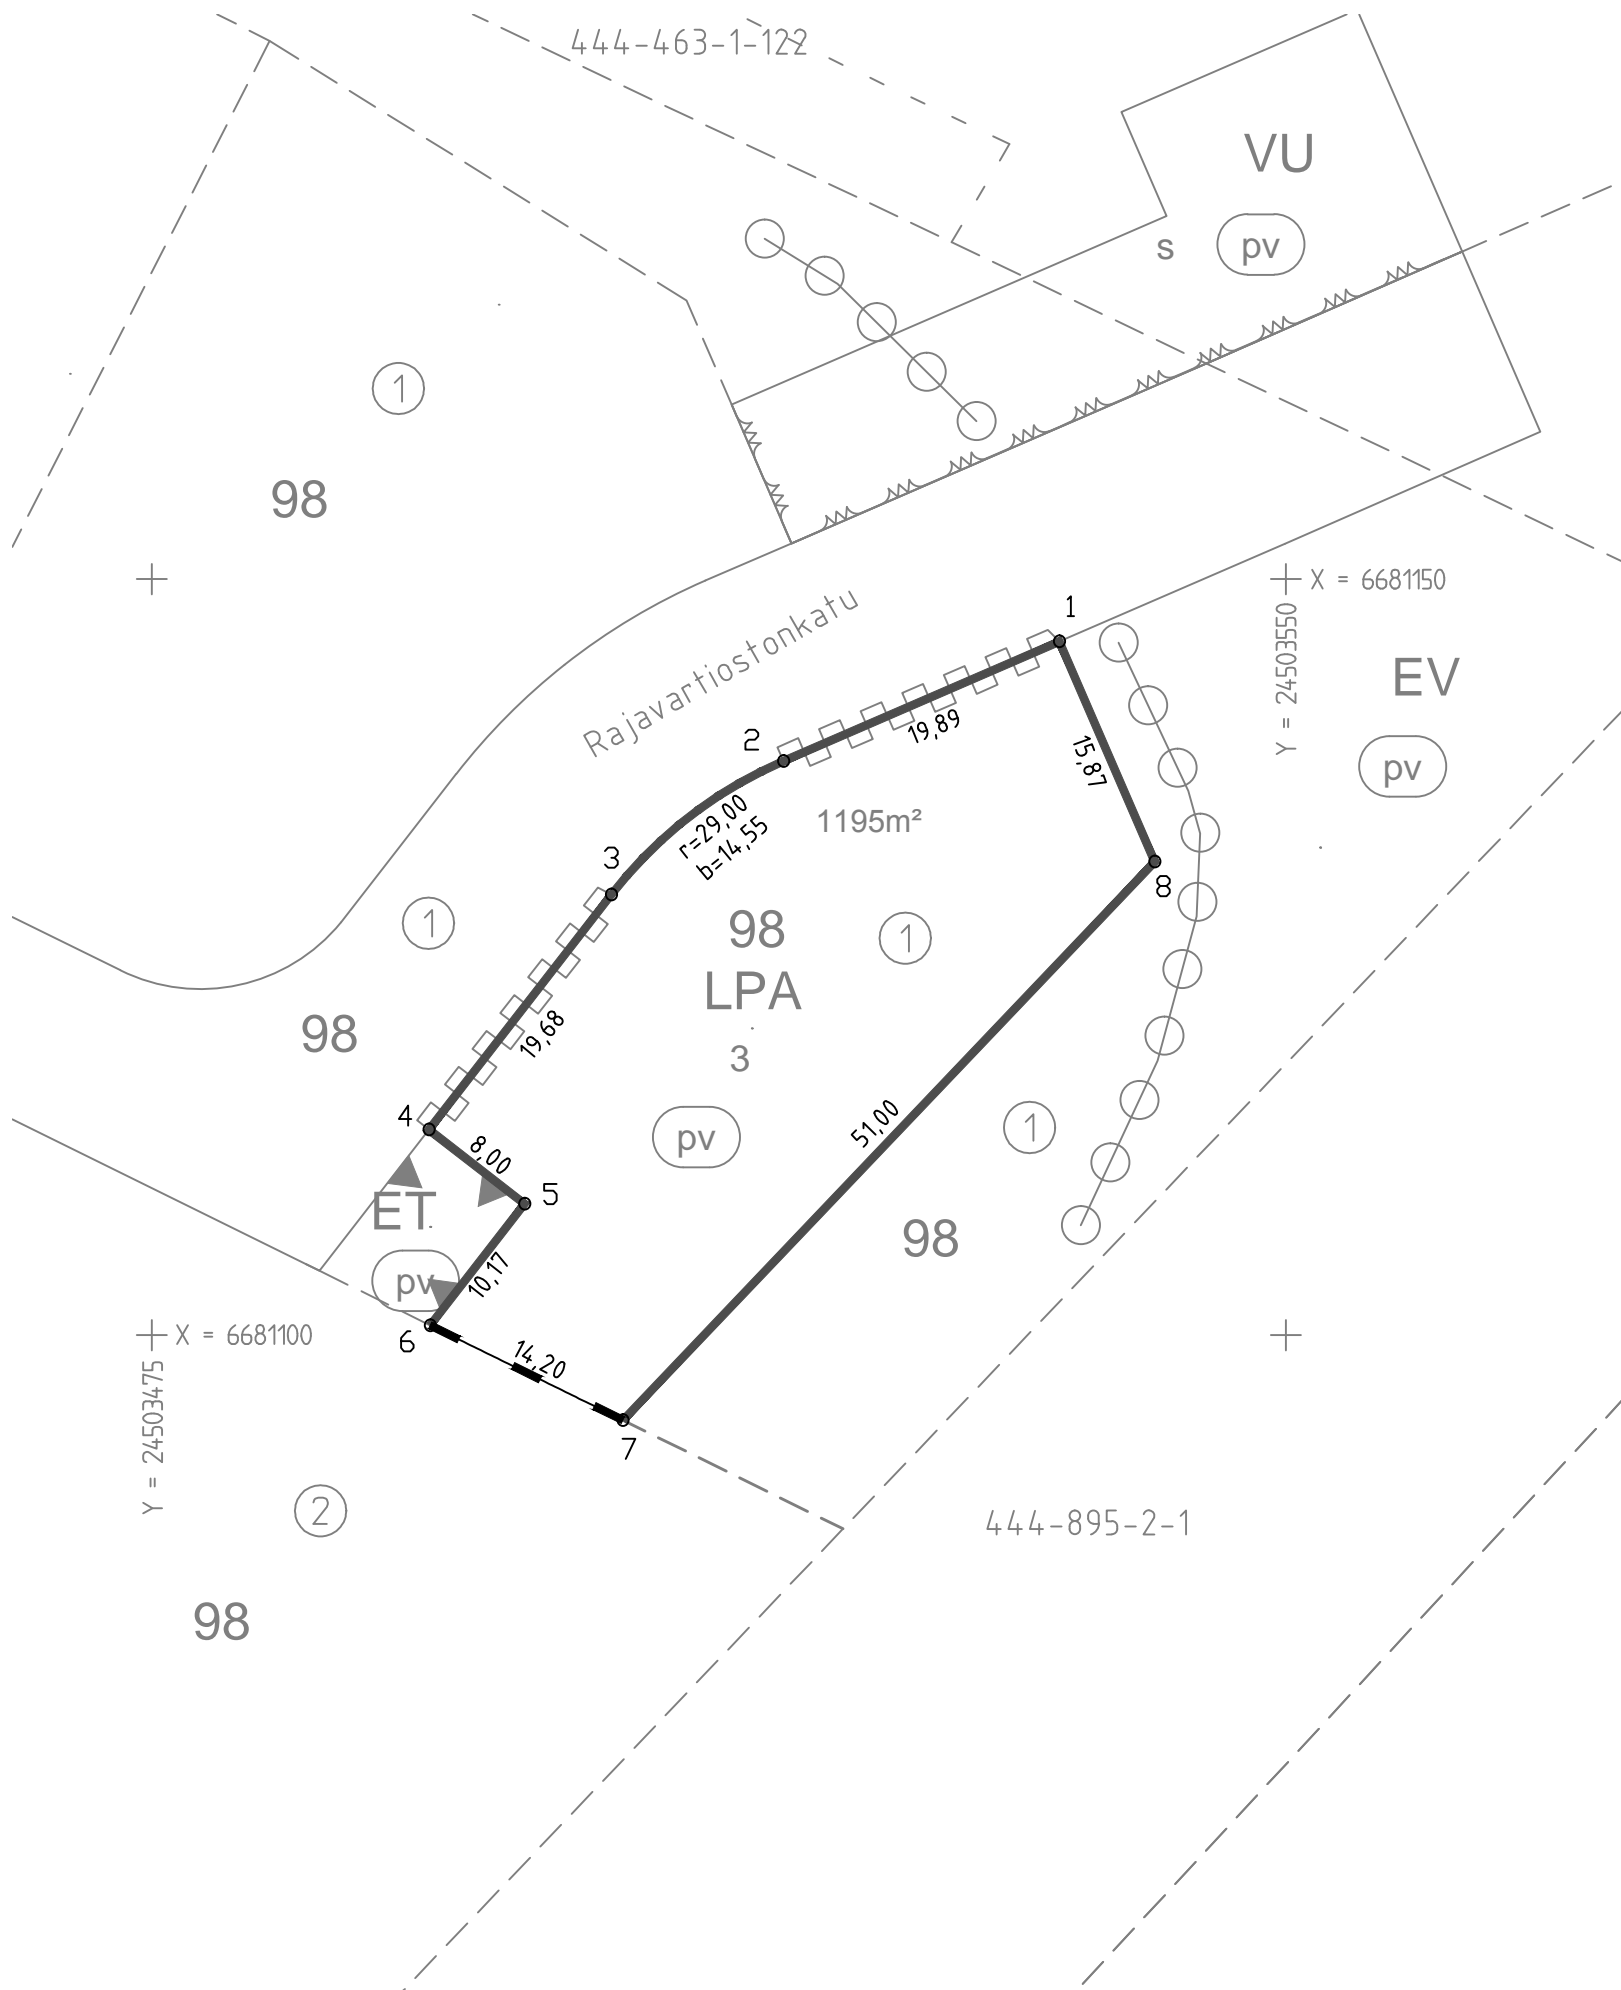 444-463-1-122
VU
s
pv
1
98
X = 6681150
Y = 24503550
1
Rajavartiostonkatu
EV
2
19,89
15,87
pv
r=29,00
b=14,55
1195m²
3
8
1
98
1
98
LPA
19,68
3
4
51,00
1
pv
8,00
5
ET
98
pv
10,17
X = 6681100
6
Y = 24503475
14,20
7
2
444-895-2-1
98